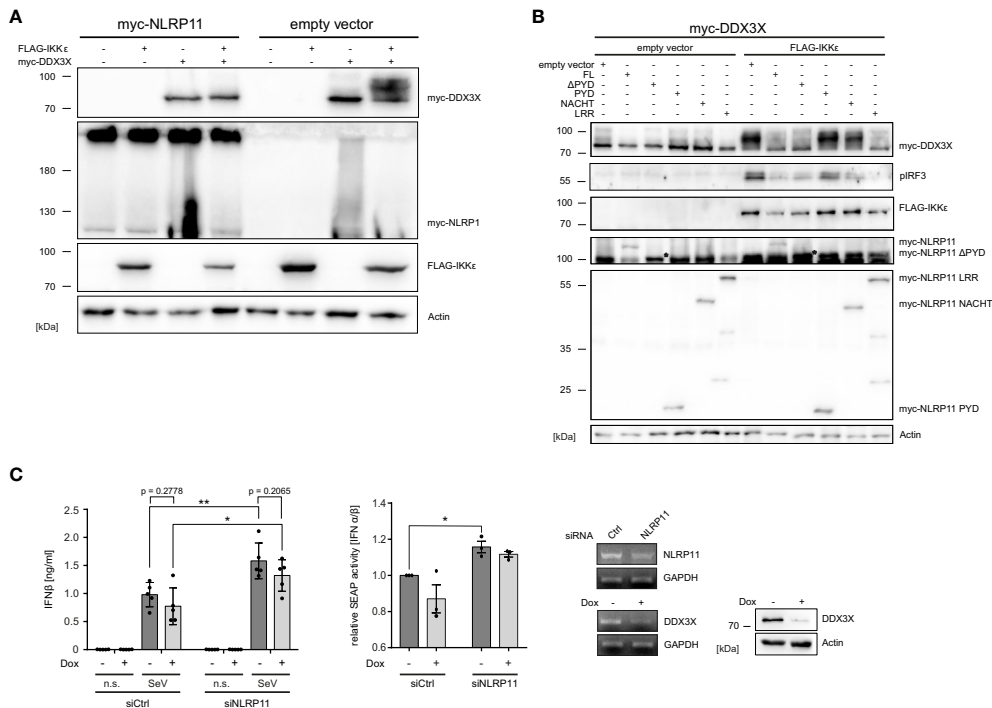 A
myc-NLRP11 empty vector
FLAG-IKKε - + - + - + - +
myc-DDX3X - - + + - - + +
100
70
myc-DDX3X
180
130
myc-NLRP1
100
70
FLAG-IKKε
55
40
Actin
[kDa]
B
myc-DDX3X
empty vector FLAG-IKKε
empty vector + - - - - - + - - - - -
FL - + - - - - - + - - - -
ΔPYD - - + - - - - - + - - -
PYD - - - + - - - - - + - -
NACHT - - - - + - - - - - + -
LRR - - - - - + - - - - - +
100
70
myc-DDX3X
55
pIRF3
100
70
FLAG-IKKε
100
* *
myc-NLRP11
myc-NLRP11 ΔPYD
55
myc-NLRP11 LRR
myc-NLRP11 NACHT
35
25
myc-NLRP11 PYD
[kDa]
Actin
C
IFNβ [ng/ml]
2.5
2.0
1.5
1.0
0.5
0.0
p = 0.2778
p = 0.2065
**
*
Dox - + - + - + - +
n.s. SeV n.s. SeV
siCtrl siNLRP11
relative SEAP activity [IFN α/β]
1.4
1.2
1.0
0.8
0.6
*
Dox - + - +
siCtrl siNLRP11
siRNA Ctrl NLRP11
NLRP11
GAPDH
Dox - +
DDX3X
GAPDH
Dox - +
70
DDX3X
Actin
[kDa]